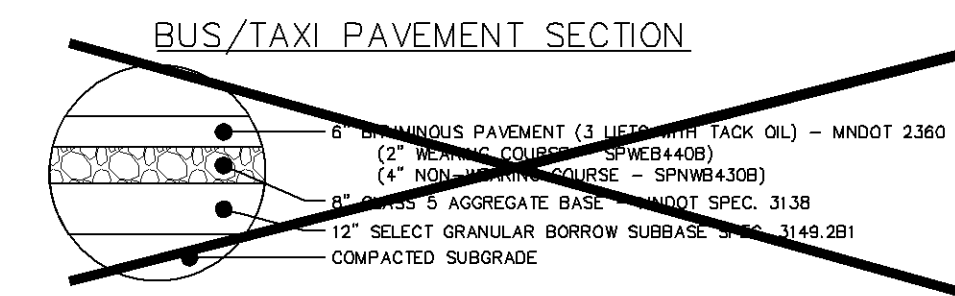 BUS/TAXI PAVEMENT SECTION
6" BITUMINOUS PAVEMENT (3 LIFTS WITH TACK OIL) - MNDOT 2360
(2" WEARING COURSE - SPWEB440B)
(4" NON-WEARING COURSE - SPNWB430B)
8" CLASS 5 AGGREGATE BASE - MNDOT SPEC. 3138
12" SELECT GRANULAR BORROW SUBBASE SPEC. 3149.2B1
COMPACTED SUBGRADE